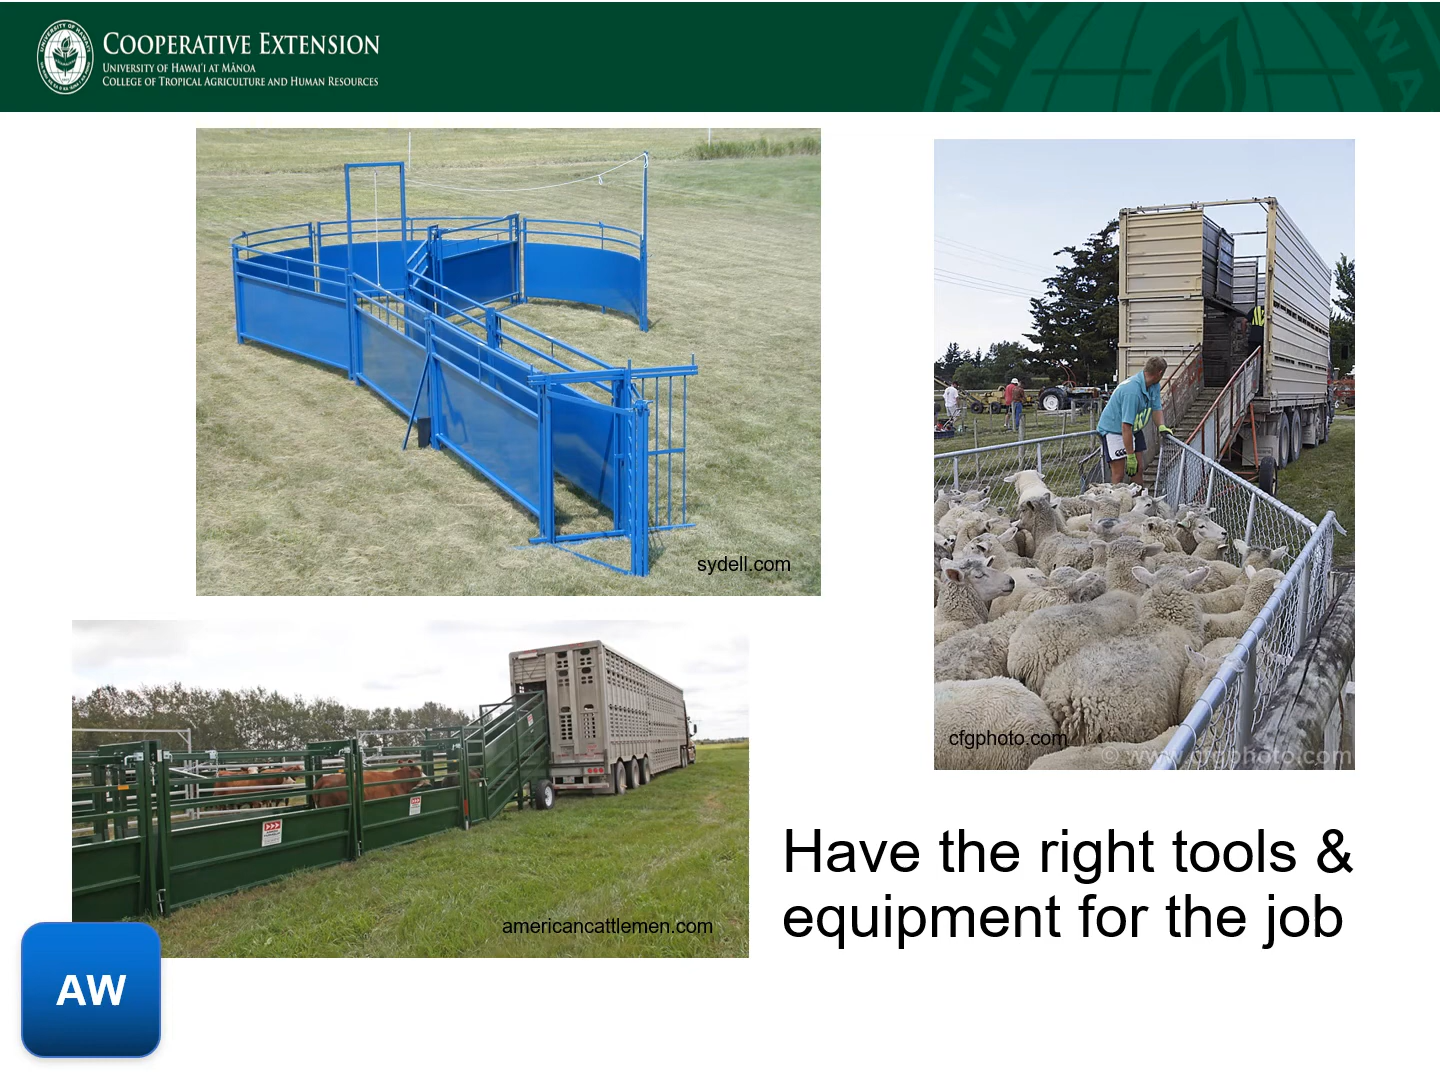 COOPERATIVE EXTENSION
UNIVERSITY OF HAWAI'I AT MĀNOA
COLLEGE OF TROPICAL AGRICULTURE AND HUMAN RESOURCES
sydell.com
cfgphoto.com
© www.cfgphoto.com
americancattlemen.com
Have the right tools &
equipment for the job
AW